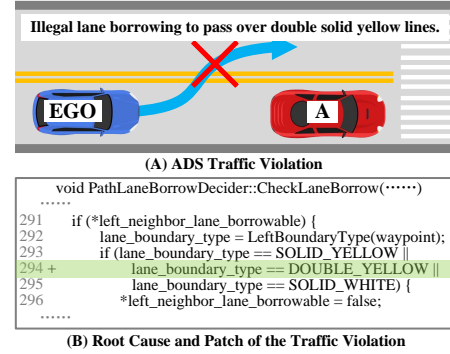 Illegal lane borrowing to pass over double solid yellow lines.
EGO
A
(A) ADS Traffic Violation
void PathLaneBorrowDecider::CheckLaneBorrow(······)
······
291 if (*left_neighbor_lane_borrowable) {
292 lane_boundary_type = LeftBoundaryType(waypoint);
293 if (lane_boundary_type == SOLID_YELLOW ||
294 + lane_boundary_type == DOUBLE_YELLOW ||
295 lane_boundary_type == SOLID_WHITE) {
296 *left_neighbor_lane_borrowable = false;
······
(B) Root Cause and Patch of the Traffic Violation